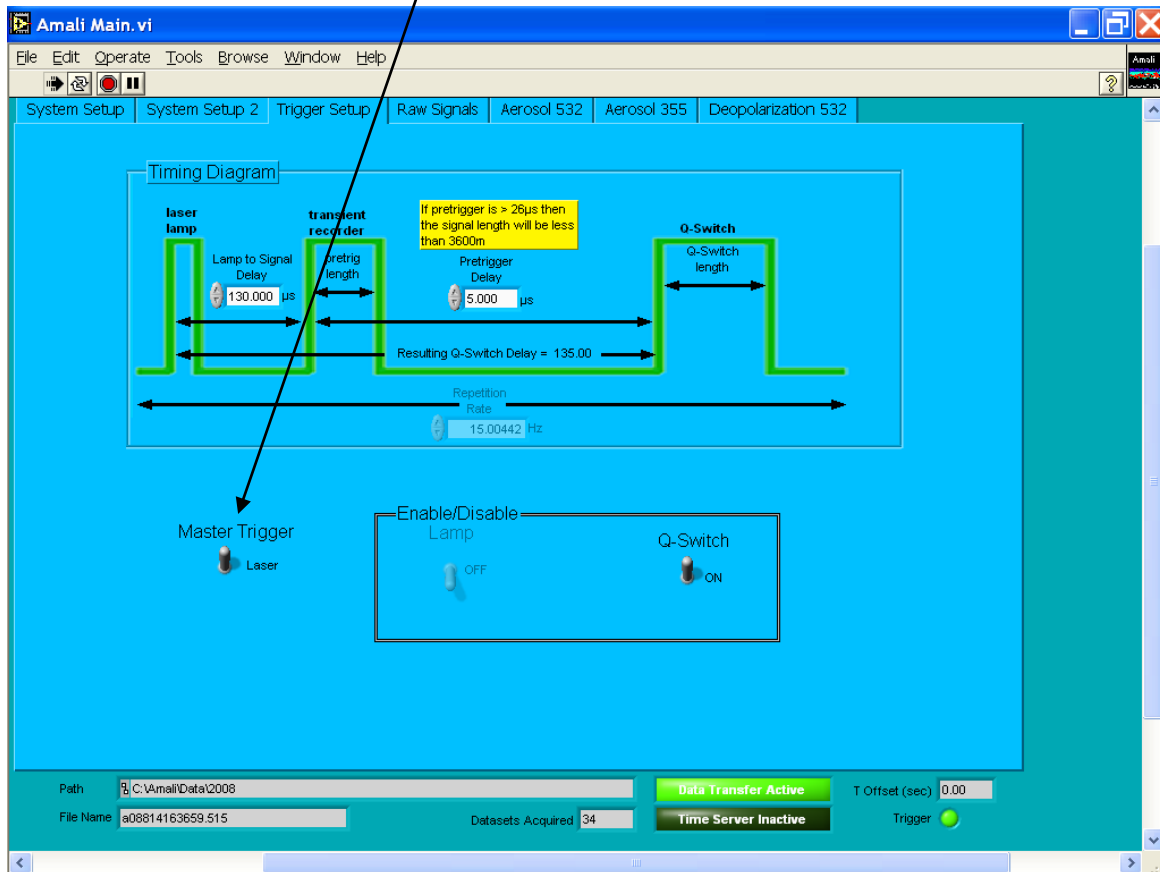 Amali Main.vi
File Edit Operate Tools Browse Window Help
Amali
System Setup System Setup 2 Trigger Setup Raw Signals Aerosol 532 Aerosol 355 Deopolarization 532
Timing Diagram
laser
lamp
transient
recorder
If pretrigger is > 26µs then
the signal length will be less
than 3600m
Q-Switch
Lamp to Signal
Delay
130.000 µs
pretrig
length
Pretrigger
Delay
5.000 µs
Q-Switch
length
Resulting Q-Switch Delay = 135.00
Repetition
Rate
15.00442 Hz
Master Trigger
Laser
Enable/Disable
Lamp
OFF
Q-Switch
ON
Path C:\Amali\Data\2008
Data Transfer Active
T Offset (sec) 0.00
File Name a08814163659.515
Datasets Acquired 34
Time Server Inactive
Trigger